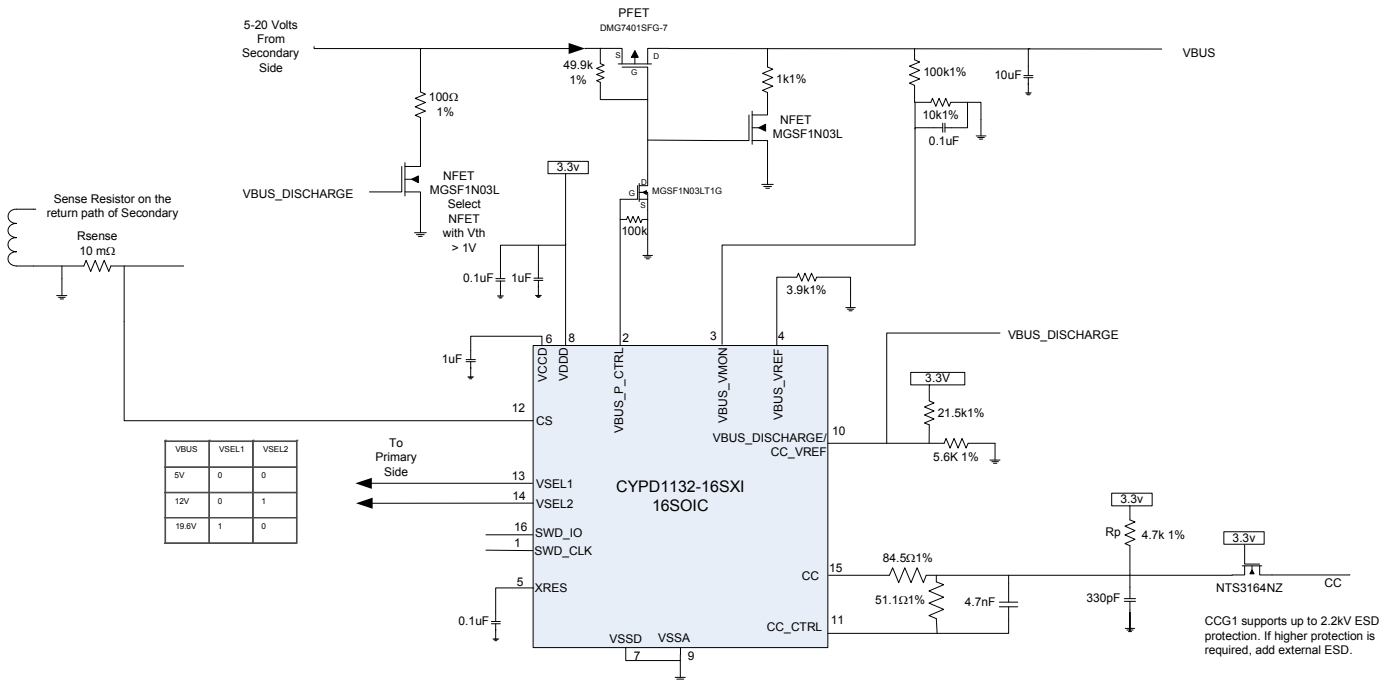 PFET
DMG7401SFG-7
5-20 Volts
From
Secondary
Side
S
D
G
VBUS
49.9k
1%
1k1%
100k1%
10uF
100Ω
1%
10k1%
0.1uF
NFET
MGSF1N03L
3.3v
VBUS_DISCHARGE
NFET
MGSF1N03L
Select
NFET
with Vth
> 1V
D
G
S
MGSF1N03LT1G
100k
Sense Resistor on the
return path of Secondary
Rsense
10 mΩ
0.1uF
1uF
3.9k1%
1uF
6
8
2
3
4
VCCD
VDDD
VBUS_P_CTRL
VBUS_VMON
VBUS_VREF
VBUS_DISCHARGE
3.3V
21.5k1%
5.6K 1%
12
CS
VBUS_DISCHARGE/
CC_VREF
10
VBUS VSEL1 VSEL2
5V 0 0
12V 0 1
19.6V 1 0
To
Primary
Side
13
VSEL1
14
VSEL2
CYPD1132-16SXI
16SOIC
16
SWD_IO
1
SWD_CLK
5
XRES
0.1uF
CC
15
84.5Ω1%
51.1Ω1%
4.7nF
CC_CTRL
11
VSSD
VSSA
7
9
3.3v
Rp
4.7k 1%
330pF
3.3v
NTS3164NZ
CC
CCG1 supports up to 2.2kV ESD
protection. If higher protection is
required, add external ESD.